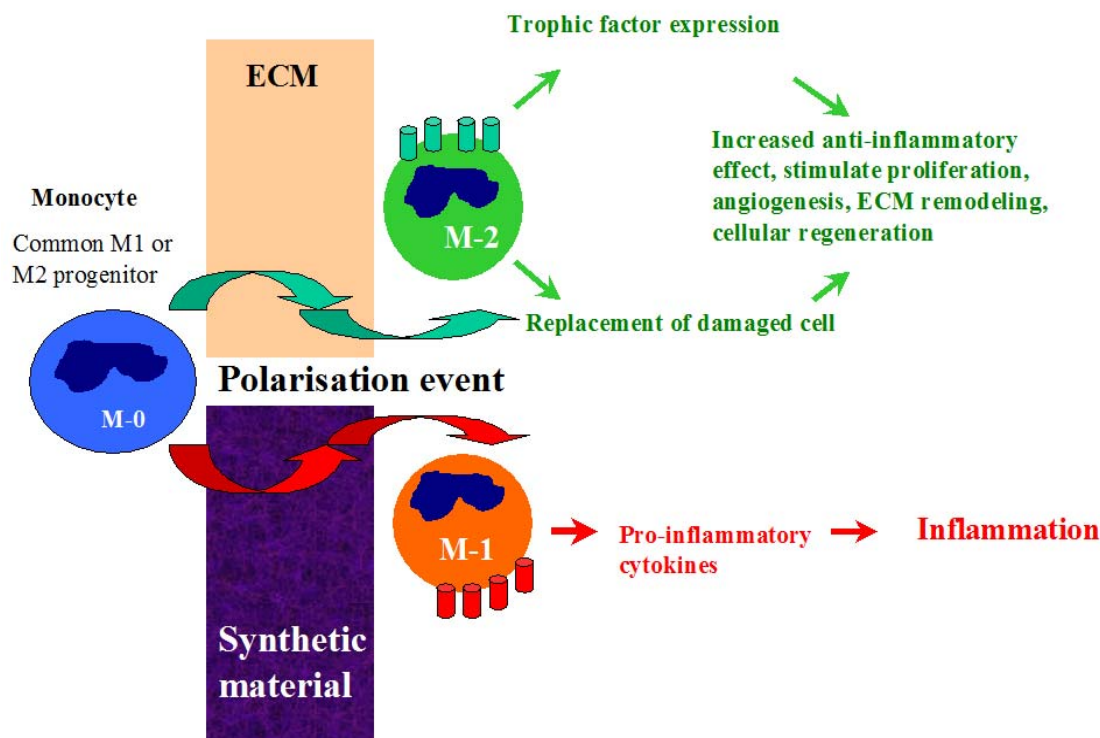 Trophic factor expression
ECM
Increased anti-inflammatory
effect, stimulate proliferation,
angiogenesis, ECM remodeling,
cellular regeneration
Monocyte
Common M1 or
M2 progenitor
M-2
Replacement of damaged cell
Polarisation event
M-0
M-1
Pro-inflammatory
cytokines
Inflammation
Synthetic
material